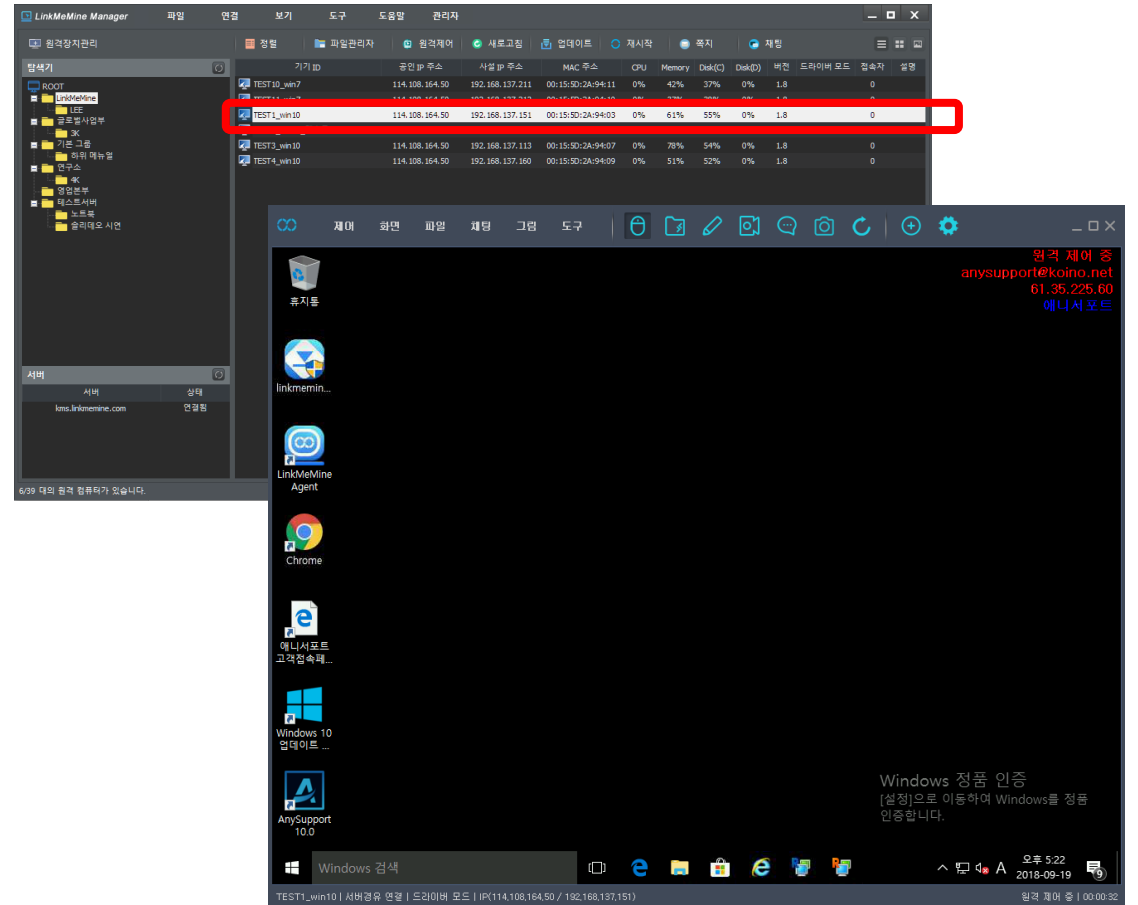 LinkMeMine Manager 파일 연결 보기 도구 도움말 관리자
원격장치관리 정렬 파일관리자 원격제어 새로고침 업데이트 재시작 쪽지 채팅
탐색기
기기 ID 공인 IP 주소 사설 IP 주소 MAC 주소 CPU Memory Disk(C) Disk(D) 버전 드라이버 모드 접속자 설명
ROOT
LinkMeMine
LEE
글로벌사업부
3K
기본 그룹
하위 메뉴얼
연구소
4K
영업본부
테스트서버
노트북
솔리데오 시연
TEST10_win7 114.108.164.50 192.168.137.211 00:15:5D:2A:94:11 0% 42% 37% 0% 1.8 0
TEST1_win10 114.108.164.50 192.168.137.151 00:15:5D:2A:94:03 0% 61% 55% 0% 1.8 0
TEST3_win10 114.108.164.50 192.168.137.113 00:15:5D:2A:94:07 0% 78% 54% 0% 1.8 0
TEST4_win10 114.108.164.50 192.168.137.160 00:15:5D:2A:94:09 0% 51% 52% 0% 1.8 0
서버
서버 상태
kms.linkmemine.com 연결됨
6/39 대의 원격 컴퓨터가 있습니다.
제어 화면 파일 채팅 그림 도구
원격 제어 중
anysupport@koino.net
61.35.225.60
애니서포트
휴지통
linkmemin...
LinkMeMine
Agent
Chrome
애니서포트
고객접속페...
Windows 10
업데이트 ...
AnySupport
10.0
Windows 정품 인증
[설정]으로 이동하여 Windows를 정품
인증합니다.
Windows 검색
A
오후 5:22
2018-09-19
9
TEST1_win10 | 서버경유 연결 | 드라이버 모드 | IP(114,108,164,50 / 192,168,137,151)
원격 제어 중 | 00:00:32